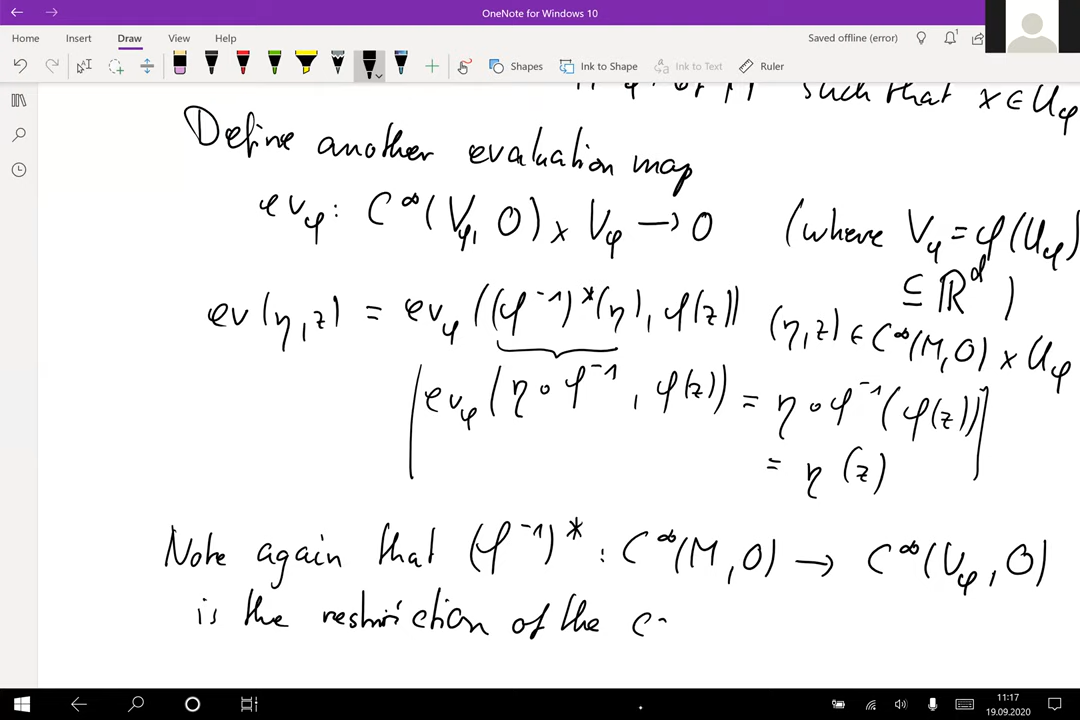 OneNote for Windows 10
Home Insert Draw View Help
Saved offline (error)
Shapes Ink to Shape Ink to Text Ruler
such that x ∈ U_φ
Define another evaluation map
ev_φ : C^∞(V_φ, O) × V_φ → O (where V_φ = φ(U_φ)
⊆ ℝ^d )
ev(η, z) = ev_φ((φ^-1)^*(η), φ(z)) (η, z) ∈ C^∞(M, O) × U_φ
ev_φ(η ∘ φ^-1, φ(z)) = η ∘ φ^-1(φ(z))
= η(z)
Note again that (φ^-1)^* : C^∞(M, O) → C^∞(V_φ, O)
is the restriction of the c
11:17
19.09.2020